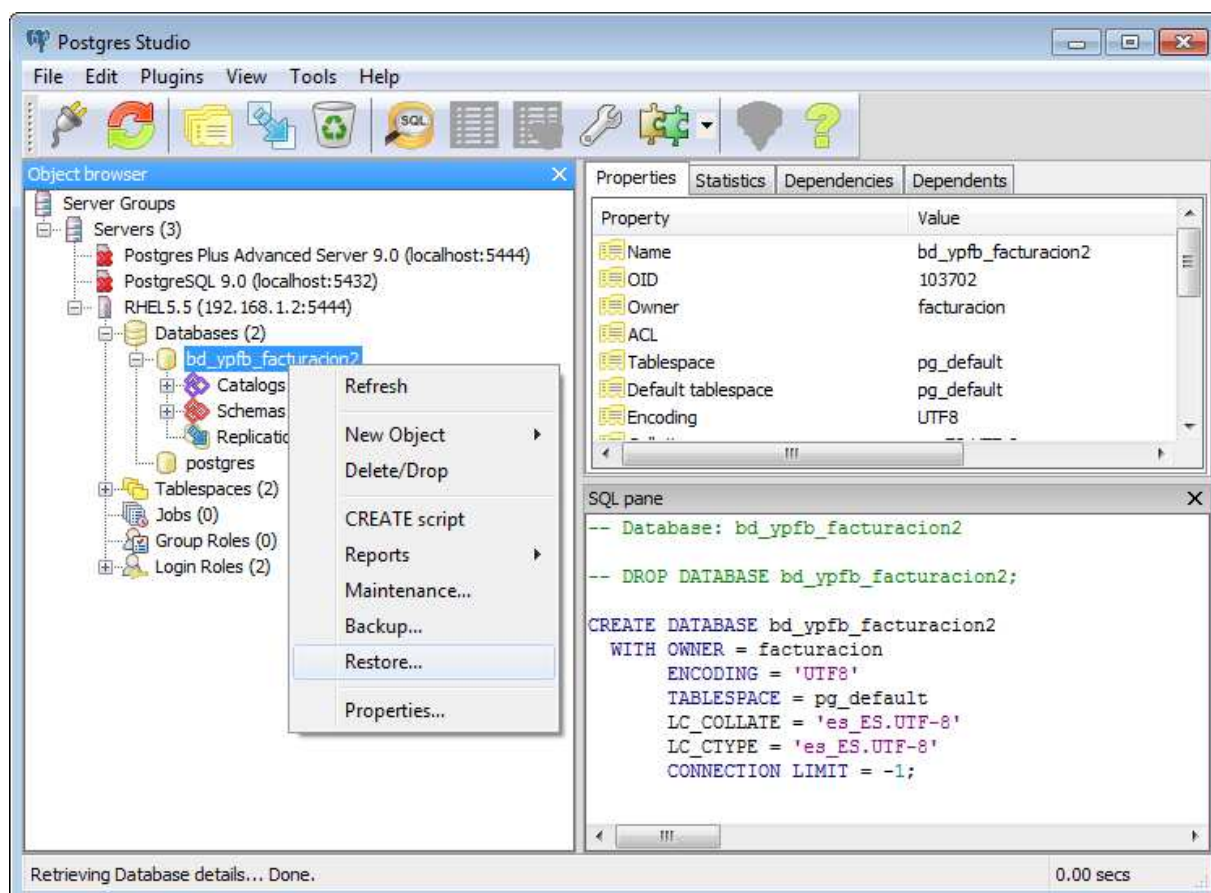 Postgres Studio
File Edit Plugins View Tools Help
SQL
Object browser
Server Groups
Servers (3)
Postgres Plus Advanced Server 9.0 (localhost:5444)
PostgreSQL 9.0 (localhost:5432)
RHEL5.5 (192.168.1.2:5444)
Databases (2)
bd_ypfb_facturacion2
Catalogs
Schemas
Replicatio
postgres
Tablespaces (2)
Jobs (0)
Group Roles (0)
Login Roles (2)
Refresh
New Object
Delete/Drop
CREATE script
Reports
Maintenance...
Backup...
Restore...
Properties...
Properties Statistics Dependencies Dependents
Property Value
Name bd_ypfb_facturacion2
OID 103702
Owner facturacion
ACL
Tablespace pg_default
Default tablespace pg_default
Encoding UTF8
SQL pane
-- Database: bd_ypfb_facturacion2
-- DROP DATABASE bd_ypfb_facturacion2;
CREATE DATABASE bd_ypfb_facturacion2
WITH OWNER = facturacion
ENCODING = 'UTF8'
TABLESPACE = pg_default
LC_COLLATE = 'es_ES.UTF-8'
LC_CTYPE = 'es_ES.UTF-8'
CONNECTION LIMIT = -1;
Retrieving Database details... Done. 0.00 secs